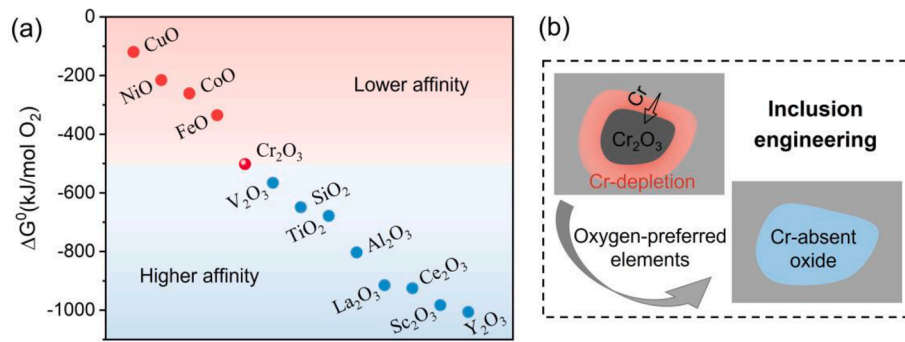 (a)
ΔG⁰(kJ/mol O₂)
0
-200
-400
-600
-800
-1000
CuO
NiO
CoO
FeO
Lower affinity
Cr₂O₃
V₂O₃
SiO₂
TiO₂
Al₂O₃
Higher affinity
La₂O₃
Ce₂O₃
Sc₂O₃
Y₂O₃
(b)
Cr
Cr₂O₃
Cr-depletion
Inclusion
engineering
Oxygen-preferred
elements
Cr-absent
oxide